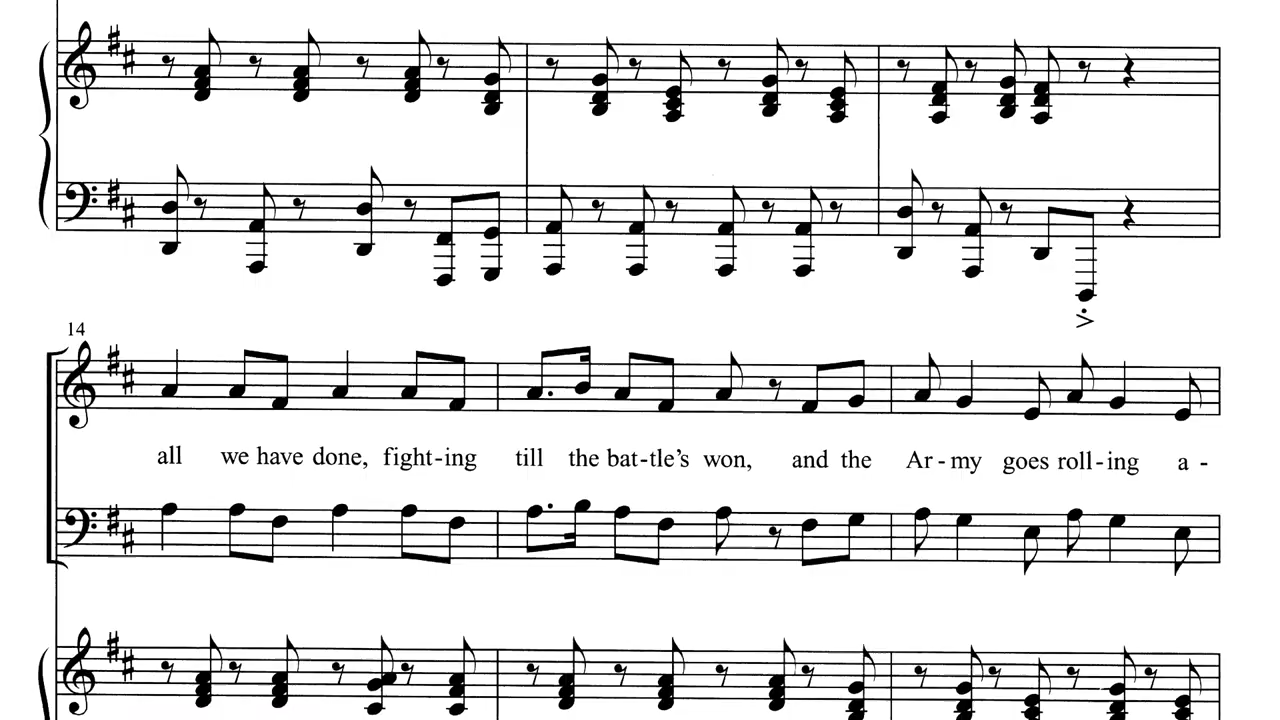 14
all we have done, fight-ing till the bat-tle's won, and the Ar-my goes roll-ing a-